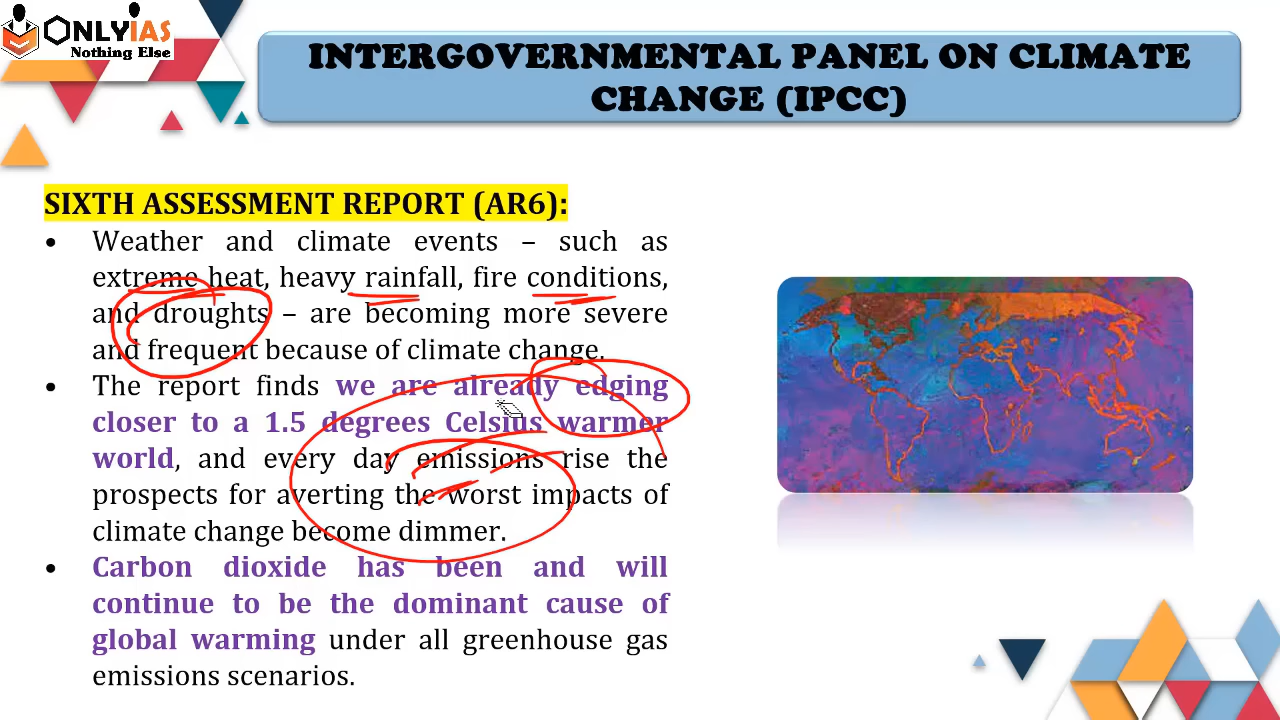 ONLYIAS
Nothing Else
INTERGOVERNMENTAL PANEL ON CLIMATE
CHANGE (IPCC)
SIXTH ASSESSMENT REPORT (AR6):
• Weather and climate events – such as
extreme heat, heavy rainfall, fire conditions,
and droughts – are becoming more severe
and frequent because of climate change.
• The report finds we are already edging
closer to a 1.5 degrees Celsius warmer
world, and every day emissions rise the
prospects for averting the worst impacts of
climate change become dimmer.
• Carbon dioxide has been and will
continue to be the dominant cause of
global warming under all greenhouse gas
emissions scenarios.